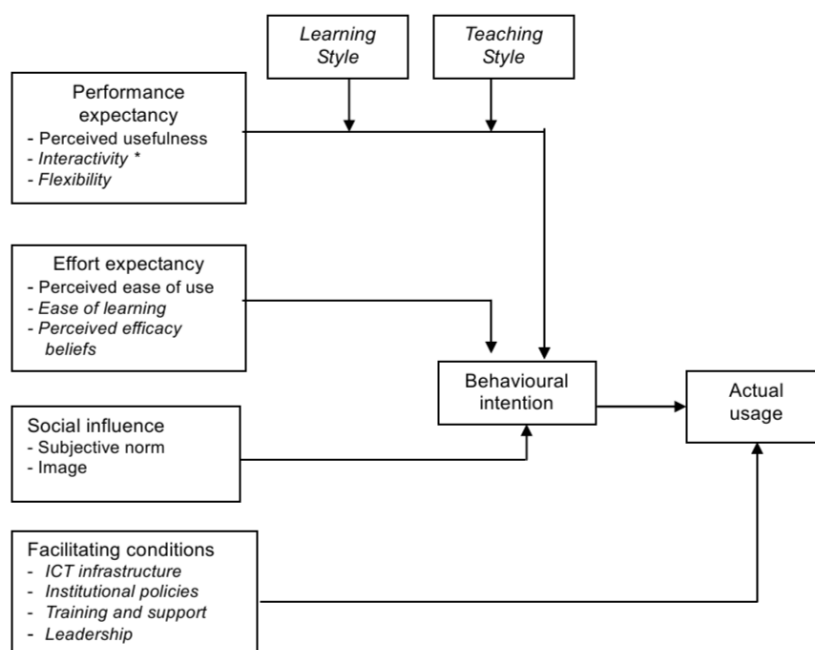 Learning
Style
Teaching
Style
Performance
expectancy
- Perceived usefulness
- Interactivity *
- Flexibility
Effort expectancy
- Perceived ease of use
- Ease of learning
- Perceived efficacy
beliefs
Behavioural
intention
Actual
usage
Social influence
- Subjective norm
- Image
Facilitating conditions
- ICT infrastructure
- Institutional policies
- Training and support
- Leadership